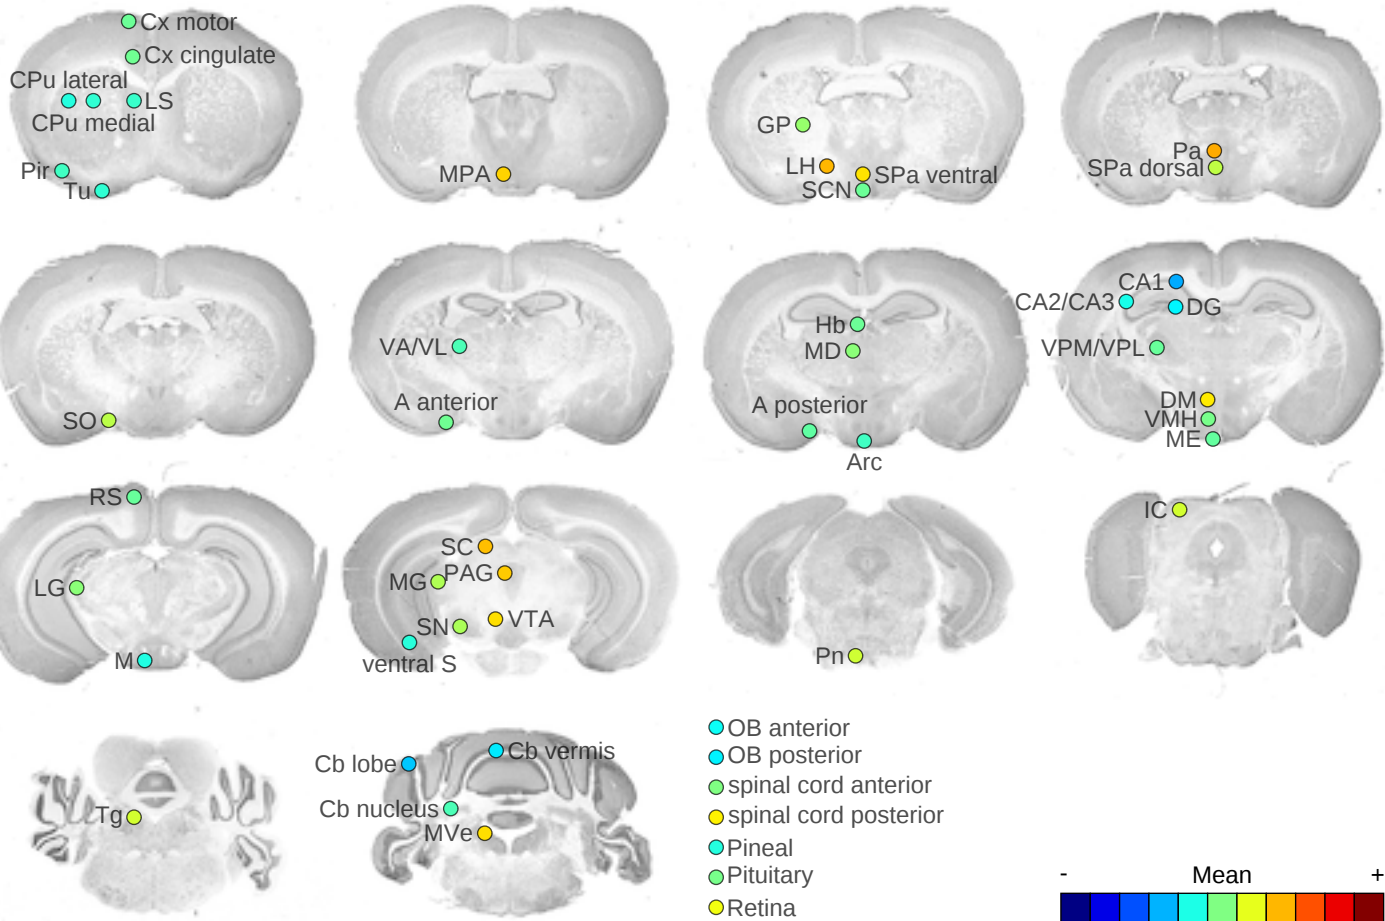 Cx motor
Cx cingulate
CPu lateral
LS
CPu medial
Pir
Tu
MPA
GP
LH
SPa ventral
SCN
Pa
SPa dorsal
SO
VA/VL
A anterior
Hb
MD
A posterior
Arc
CA1
CA2/CA3
DG
VPM/VPL
DM
VMH
ME
RS
LG
M
SC
PAG
MG
VTA
SN
ventral S
Pn
IC
Tg
Cb vermis
Cb lobe
Cb nucleus
MVe
OB anterior
OB posterior
spinal cord anterior
spinal cord posterior
Pineal
Pituitary
Retina
- Mean +